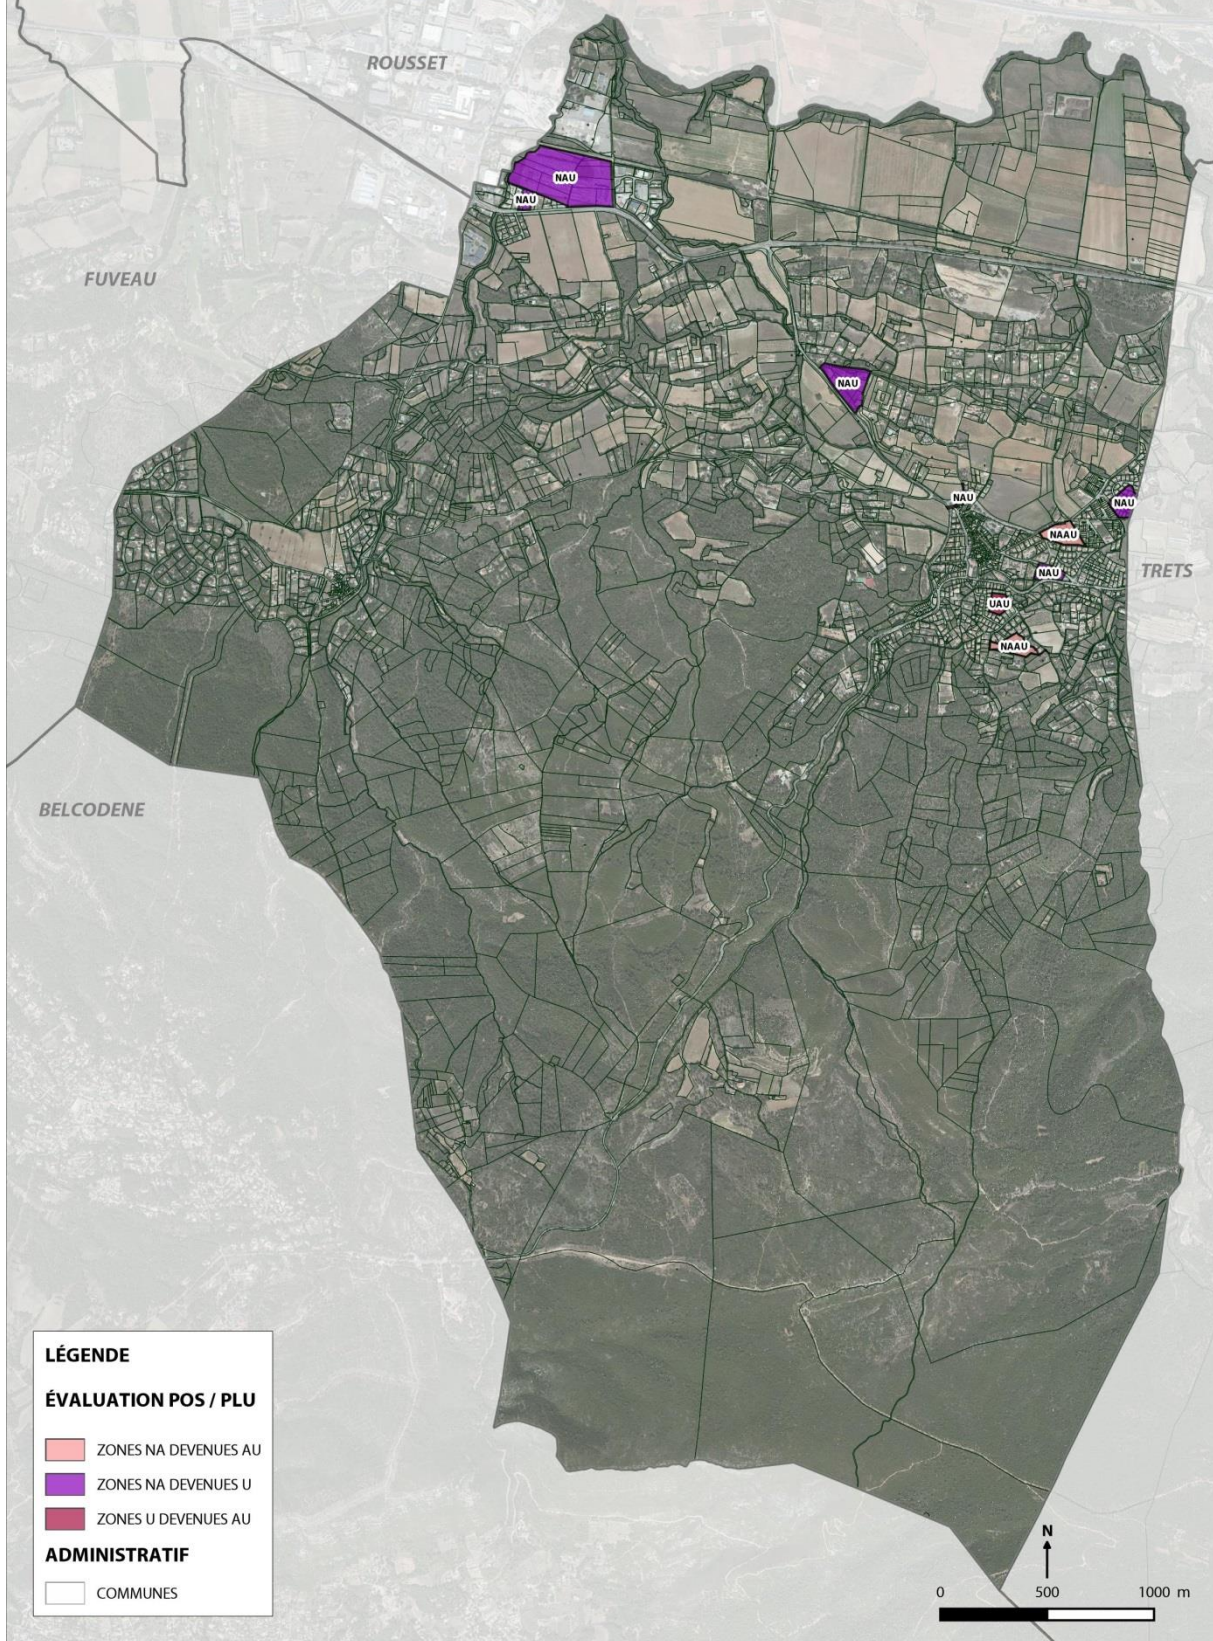 ROUSSET
NAU
NAU
FUVEAU
NAU
NAU
NAU
NAAU
NAU
TRETS
UAU
NAAU
BELCODENE
LÉGENDE
ÉVALUATION POS / PLU
ZONES NA DEVENUES AU
ZONES NA DEVENUES U
ZONES U DEVENUES AU
ADMINISTRATIF
COMMUNES
N
0 500 1000 m